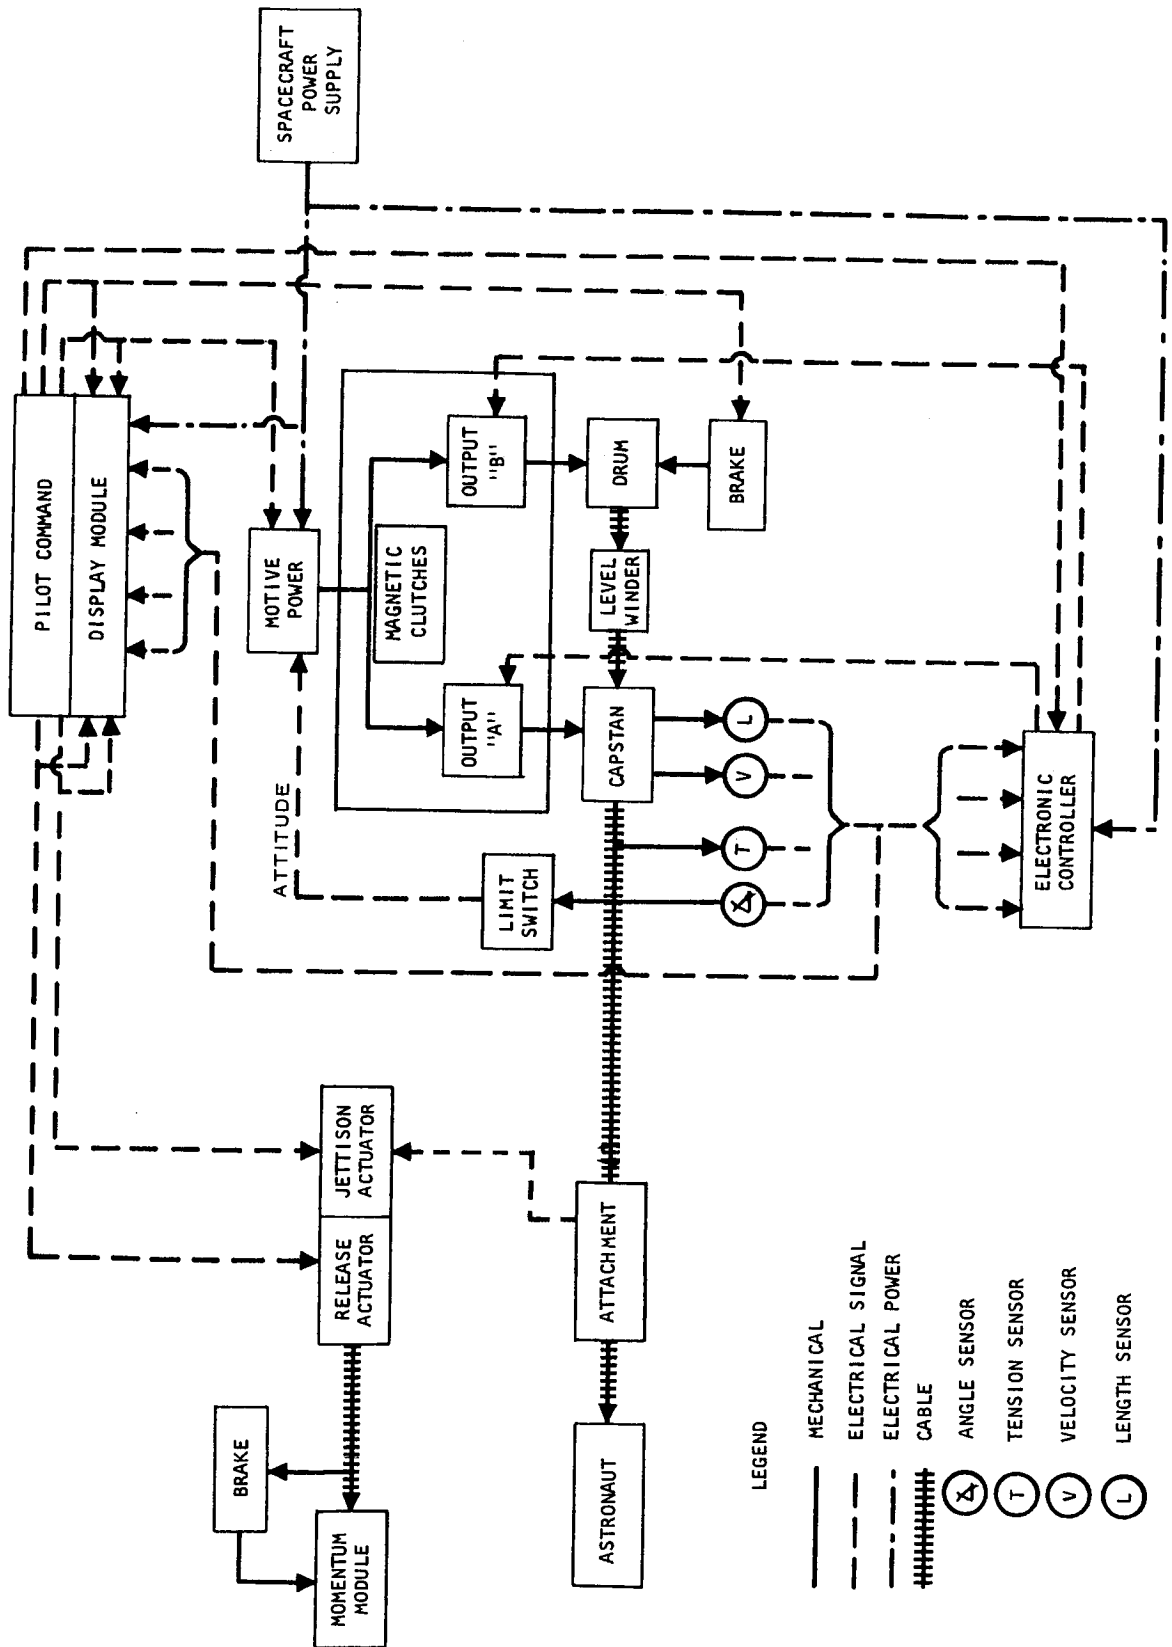 SPACECRAFT
POWER
SUPPLY
PILOT COMMAND
DISPLAY MODULE
MOTIVE
POWER
MAGNETIC
CLUTCHES
OUTPUT
"A"
OUTPUT
"B"
DRUM
BRAKE
LEVEL
WINDER
CAPSTAN
L
V
T
ATTITUDE
LIMIT
SWITCH
ELECTRONIC
CONTROLLER
JETTISON
ACTUATOR
RELEASE
ACTUATOR
ATTACHMENT
BRAKE
MOMENTUM
MODULE
ASTRONAUT
LEGEND
MECHANICAL
ELECTRICAL SIGNAL
ELECTRICAL POWER
CABLE
ANGLE SENSOR
T TENSION SENSOR
V VELOCITY SENSOR
L LENGTH SENSOR